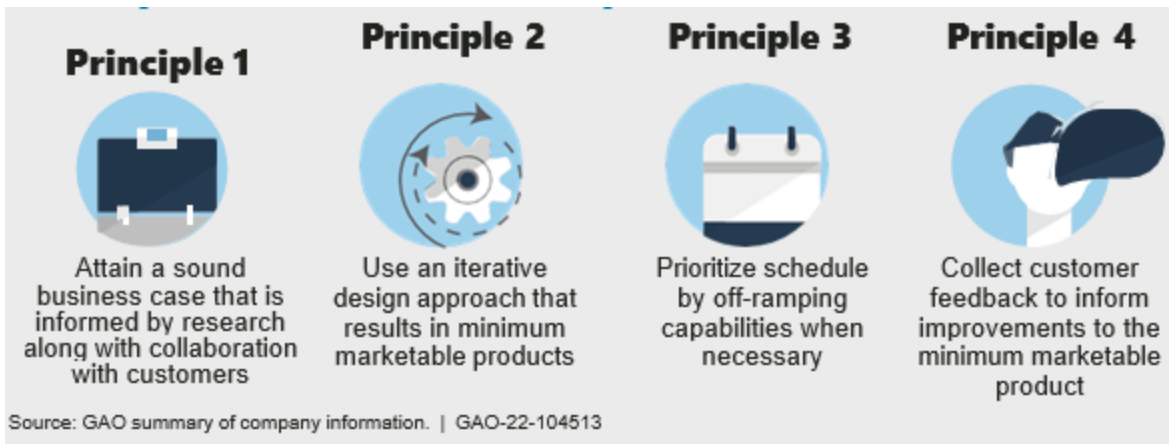 Principle 1
Attain a sound
business case that is
informed by research
along with collaboration
with customers
Principle 2
Use an iterative
design approach that
results in minimum
marketable products
Principle 3
Prioritize schedule
by off-ramping
capabilities when
necessary
Principle 4
Collect customer
feedback to inform
improvements to the
minimum marketable
product
Source: GAO summary of company information. | GAO-22-104513